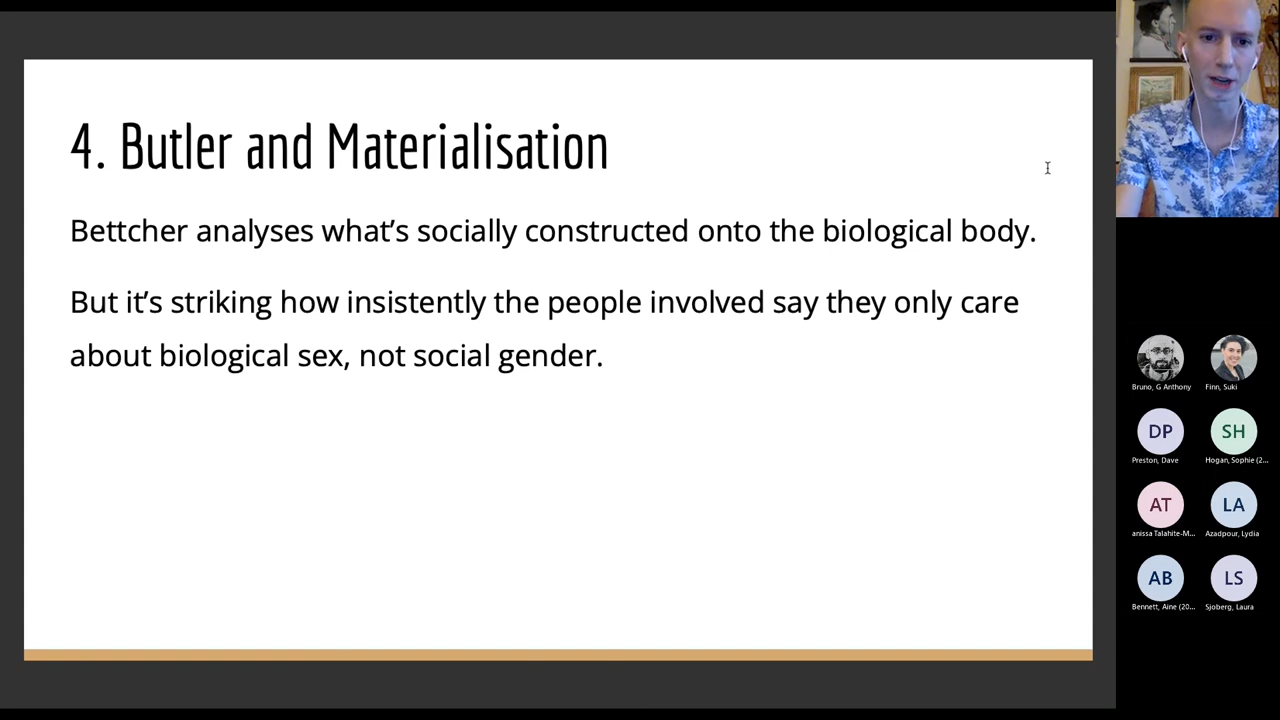 4. Butler and Materialisation
Bettcher analyses what's socially constructed onto the biological body.
But it's striking how insistently the people involved say they only care
about biological sex, not social gender.
Bruno, G Anthony
Finn, Suki
DP
Preston, Dave
SH
Hogan, Sophie (2...
AT
anissa Talahite-M...
LA
Azadpour, Lydia
AB
Bennett, Aine (20...
LS
Sjoberg, Laura